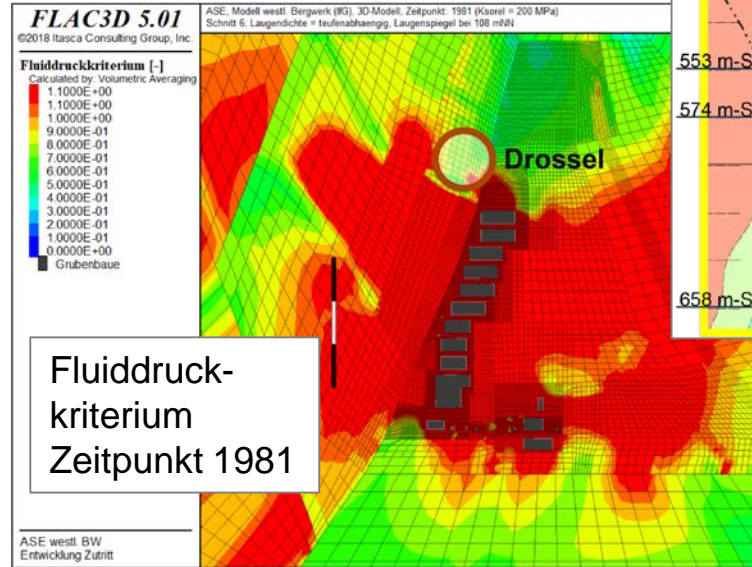 FLAC3D 5.01
©2018 Itasca Consulting Group, Inc.
Fluiddruckkriterium [-]
Calculated by: Volumetric Averaging
1.1000E+00
1.1000E+00
1.0000E+00
9.0000E-01
8.0000E-01
7.0000E-01
6.0000E-01
5.0000E-01
4.0000E-01
3.0000E-01
2.0000E-01
1.0000E-01
0.0000E+00
Grubenbaue
ASE, Modell westl. Bergwerk (IfG), 3D-Modell, Zeitpunkt: 1981 (Ksorel = 200 MPa)
Schnitt 6; Laugendichte = teufenabhaengig, Laugenspiegel bei 108 mNN
Drossel
553 m-S
574 m-S
658 m-S
Fluiddruck-
kriterium
Zeitpunkt 1981
ASE westl. BW
Entwicklung Zutritt